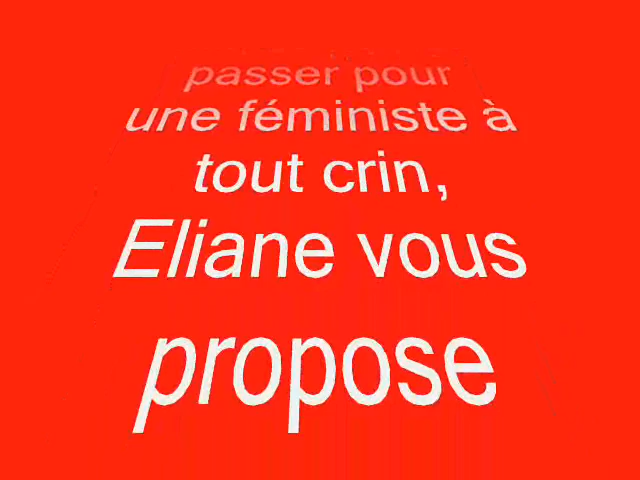 passer pour
une féministe à
tout crin,
Eliane vous
propose